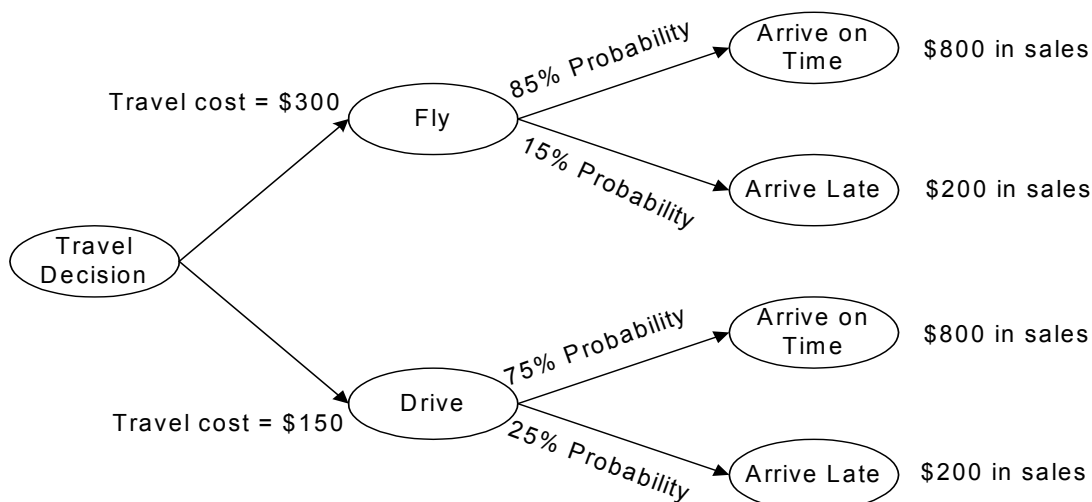 Arrive on
Time
$800 in sales
85% Probability
Travel cost = $300
Fly
15% Probability
Arrive Late
$200 in sales
Travel
Decision
Arrive on
Time
$800 in sales
75% Probability
Travel cost = $150
Drive
25% Probability
Arrive Late
$200 in sales